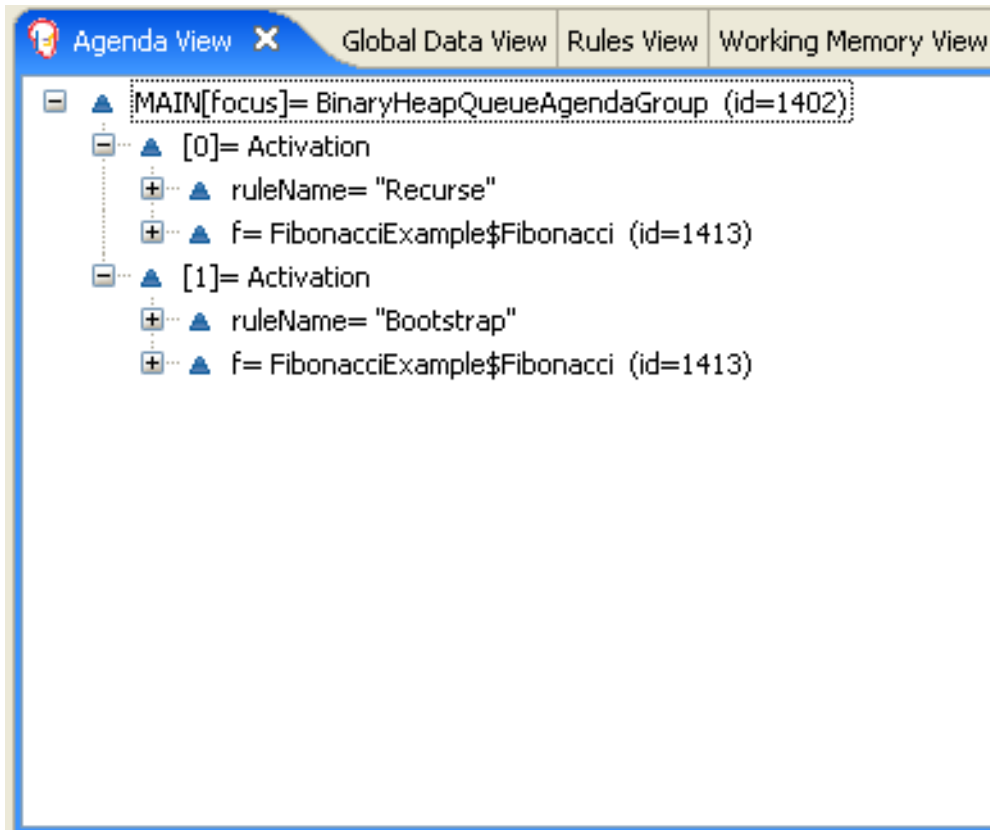 Agenda View Global Data View Rules View Working Memory View
MAIN[focus]= BinaryHeapQueueAgendaGroup (id=1402)
[0]= Activation
ruleName= "Recurse"
f= FibonacciExample$Fibonacci (id=1413)
[1]= Activation
ruleName= "Bootstrap"
f= FibonacciExample$Fibonacci (id=1413)